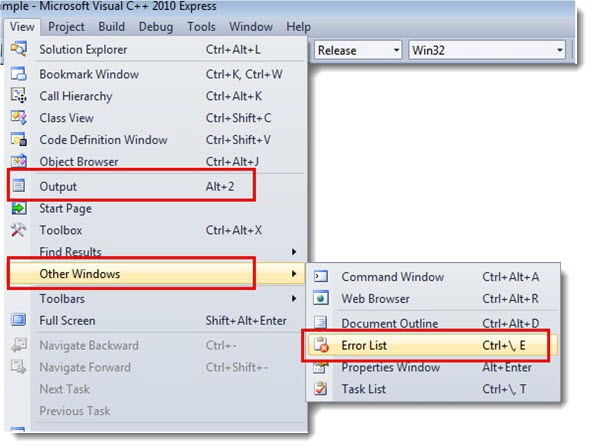 ample - Microsoft Visual C++ 2010 Express
View Project Build Debug Tools Window Help
Release Win32
Solution Explorer Ctrl+Alt+L
Bookmark Window Ctrl+K, Ctrl+W
Call Hierarchy Ctrl+Alt+K
Class View Ctrl+Shift+C
Code Definition Window Ctrl+Shift+V
Object Browser Ctrl+Alt+J
Output Alt+2
Start Page
Toolbox Ctrl+Alt+X
Find Results
Other Windows
Toolbars
Full Screen Shift+Alt+Enter
Navigate Backward Ctrl+-
Navigate Forward Ctrl+Shift+-
Next Task
Previous Task
Command Window Ctrl+Alt+A
Web Browser Ctrl+Alt+R
Document Outline Ctrl+Alt+D
Error List Ctrl+\, E
Properties Window Alt+Enter
Task List Ctrl+\, T